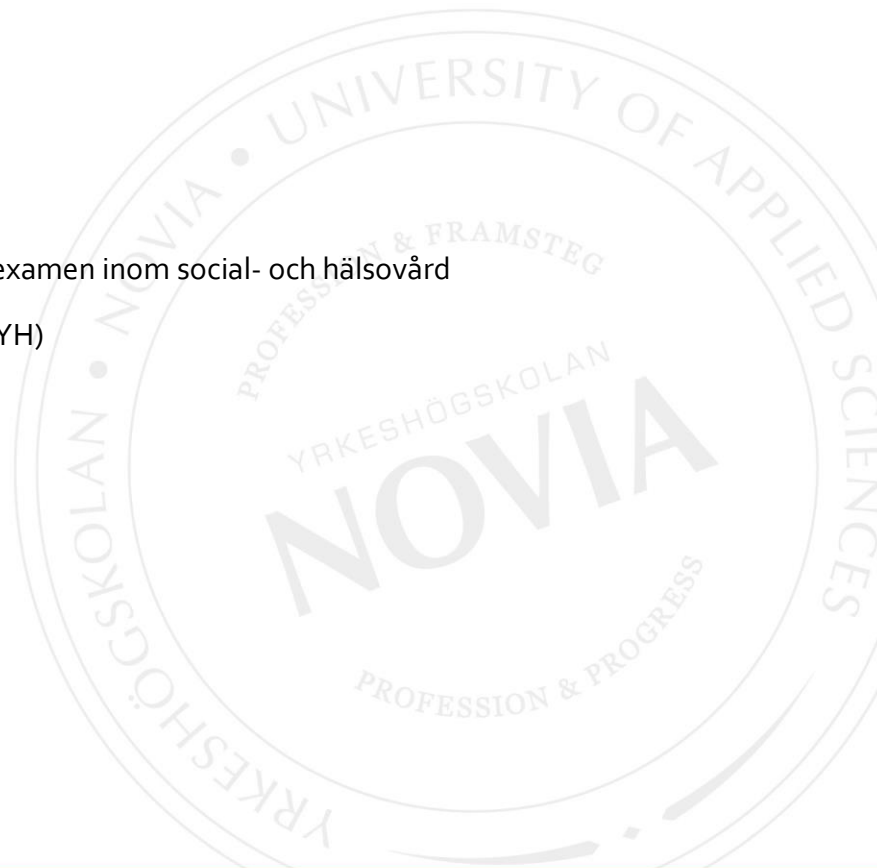 UNIVERSITY OF APPLIED SCIENCES
YRKESHÖGSKOLAN • NOVIA •
PROFESSION & FRAMSTEG
examen inom social- och hälsovård
YH)
YRKESHÖGSKOLAN
NOVIA
PROFESSION & PROGRESS